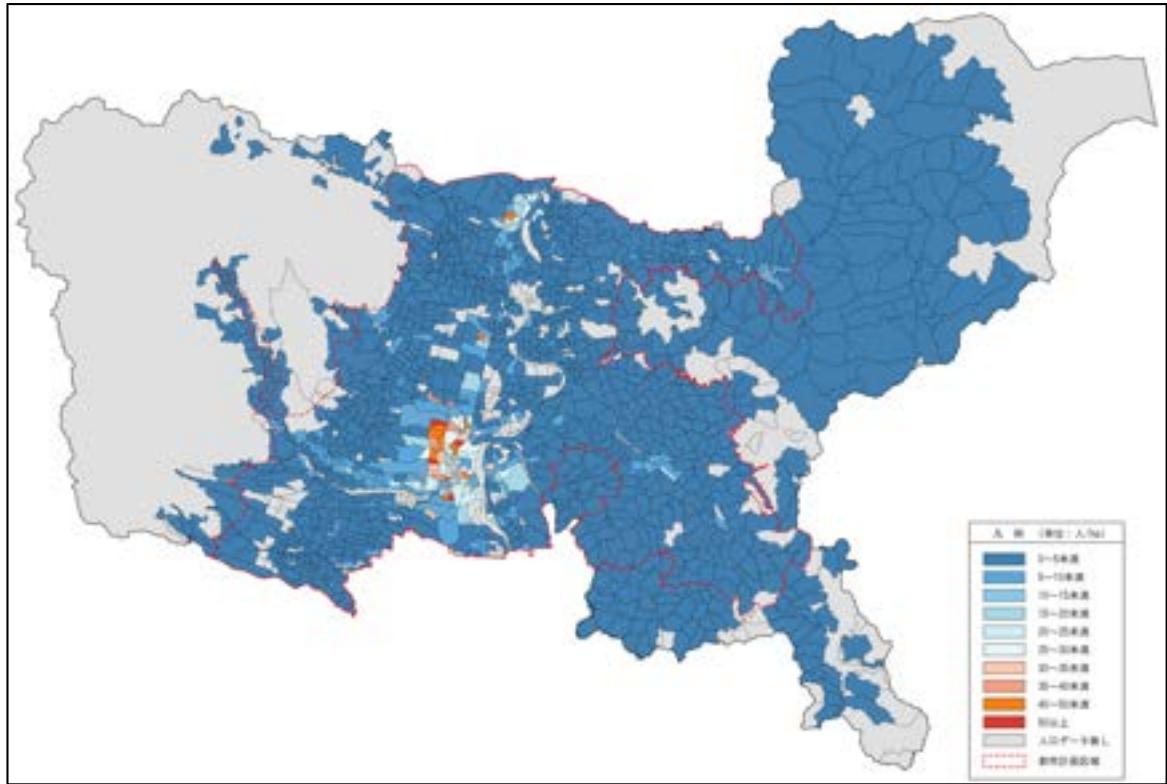 凡 例 (単位：人/ha)
0～5未満
5～10未満
10～15未満
15～20未満
20～25未満
25～30未満
30～35未満
35～40未満
40～50未満
50以上
人口データ無し
都市計画区域